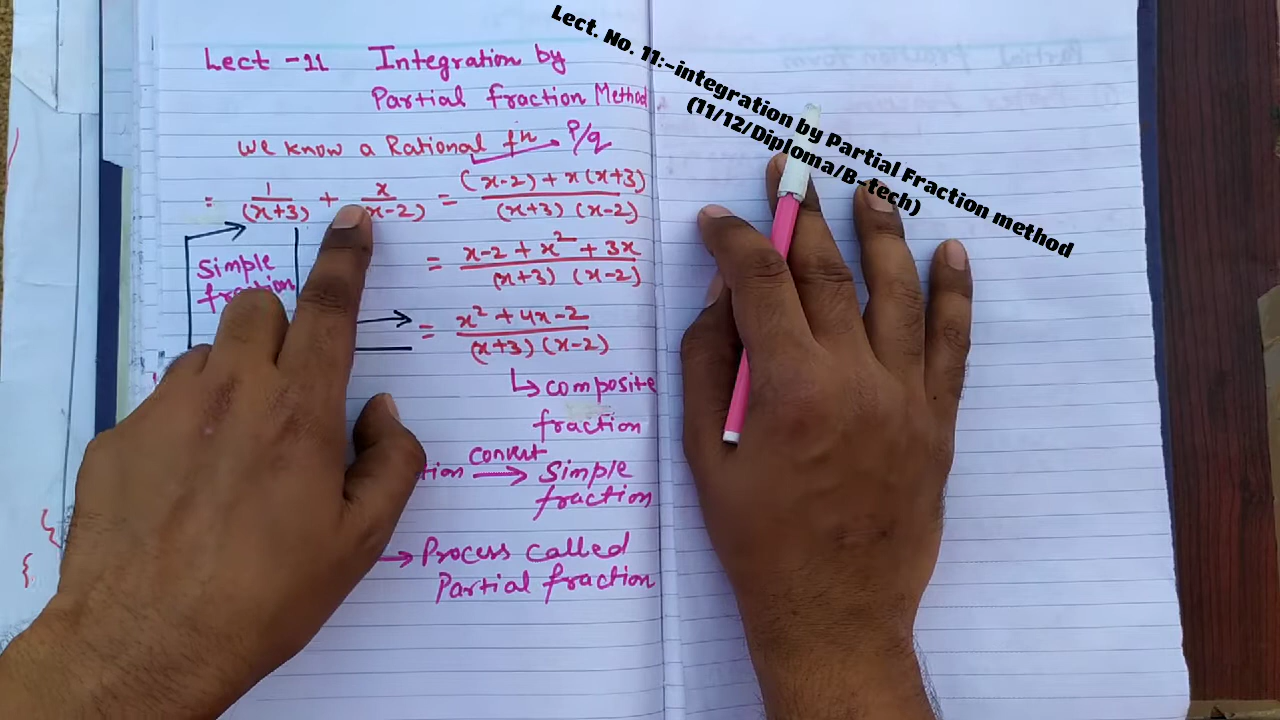 Lect. No. 11:-integration by Partial Fraction method
(11/12/Diploma/B-tech)
Lect -11 Integration by
Partial fraction Method
we know a Rational fn → P/q
= 1/(x+3) + x/(x-2) = (x-2) + x(x+3)/(x+3) (x-2)
= x-2 + x² + 3x/(x+3) (x-2)
Simple
fraction
= x² + 4x - 2/(x+3) (x-2)
↳ composite
fraction
tion convert → Simple
fraction
→ Process called
Partial fraction